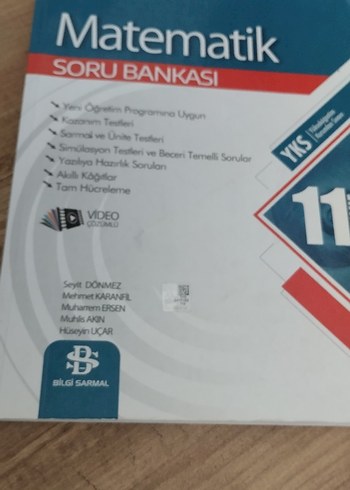 Matematik
SORU BANKASI
Yeni Öğretim Programına Uygun
Kazanım Testleri
Sarmal ve Ünite Testleri
Simülasyon Testleri ve Beceri Temelli Sorular
Yazılıya Hazırlık Soruları
Akıllı Kâğıtlar
Tam Hücreleme
YKS
11
VİDEO
ÇÖZÜMLÜ
Seyit DÖNMEZ
Mehmet KARANFİL
Muharrem ERSEN
Muhlis AKIN
Hüseyin UÇAR
BİLGİ SARMAL